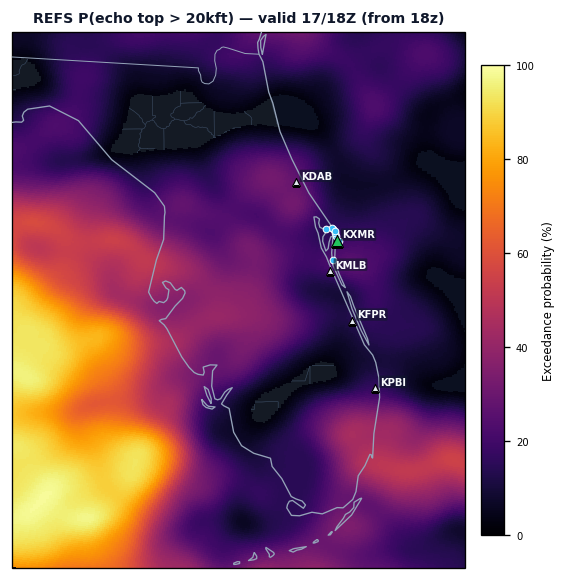 REFS P(echo top > 20kft) — valid 17/18Z (from 18z)
KDAB
KXMR
KMLB
KFPR
KPBI
100
80
60
40
20
0
Exceedance probability (%)